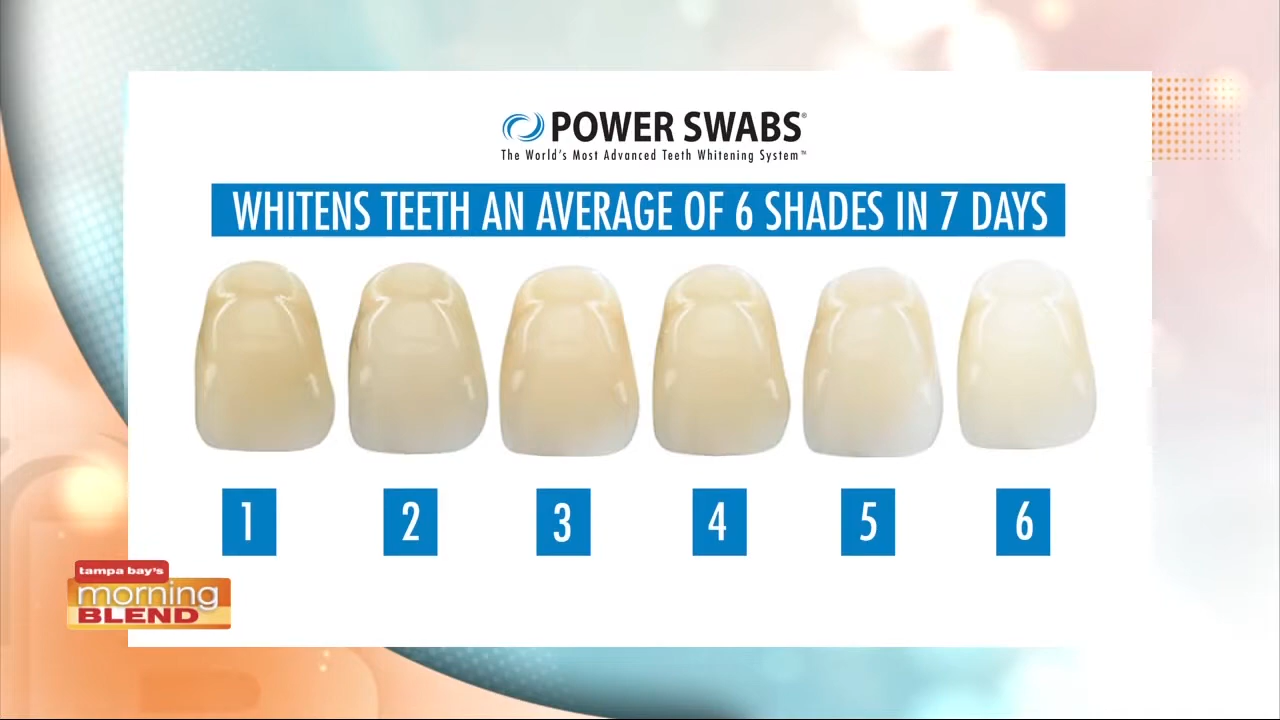 POWER SWABS®
The World's Most Advanced Teeth Whitening System™
WHITENS TEETH AN AVERAGE OF 6 SHADES IN 7 DAYS
1 2 3 4 5 6
tampa bay's
morning
BLEND